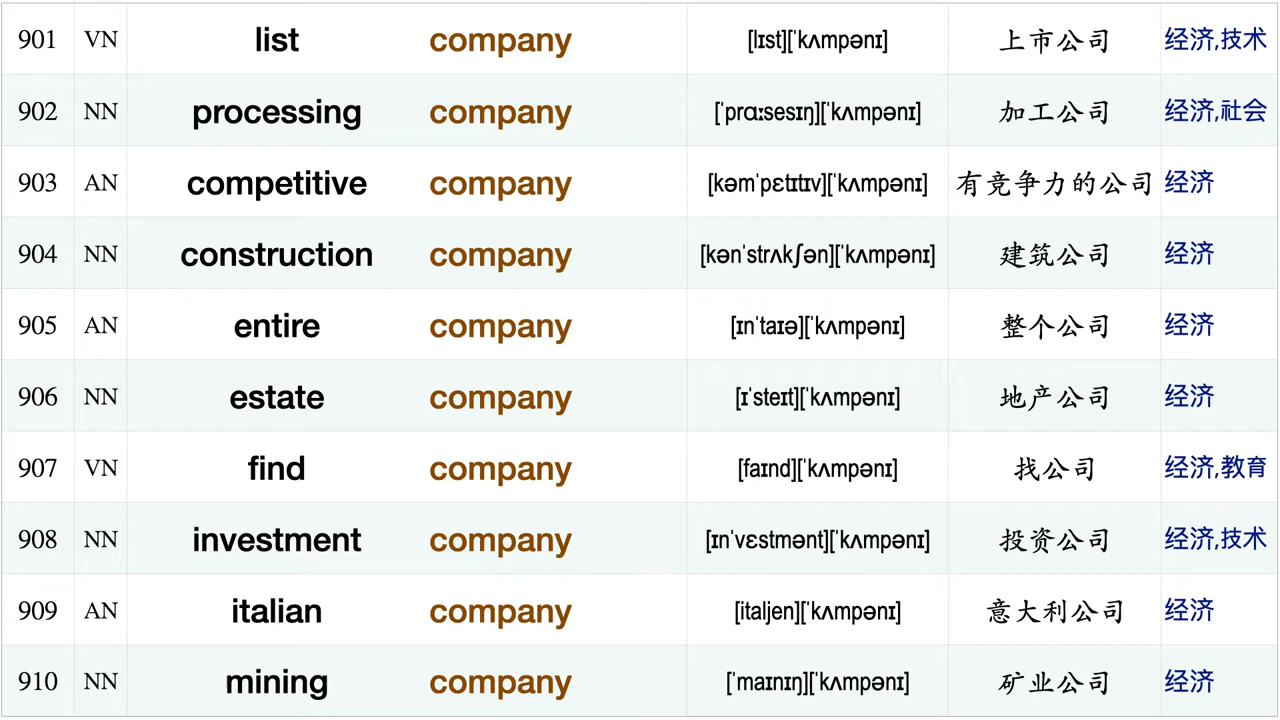 901 VN list company [lɪst][ˈkʌmpənɪ] 上市公司 经济,技术
902 NN processing company [ˈprɑːsesɪŋ][ˈkʌmpənɪ] 加工公司 经济,社会
903 AN competitive company [kəmˈpɛtɪtɪv][ˈkʌmpənɪ] 有竞争力的公司 经济
904 NN construction company [kənˈstrʌkʃən][ˈkʌmpənɪ] 建筑公司 经济
905 AN entire company [ɪnˈtaɪə][ˈkʌmpənɪ] 整个公司 经济
906 NN estate company [ɪˈsteɪt][ˈkʌmpənɪ] 地产公司 经济
907 VN find company [faɪnd][ˈkʌmpənɪ] 找公司 经济,教育
908 NN investment company [ɪnˈvɛstmənt][ˈkʌmpənɪ] 投资公司 经济,技术
909 AN italian company [italjen][ˈkʌmpənɪ] 意大利公司 经济
910 NN mining company [ˈmaɪnɪŋ][ˈkʌmpənɪ] 矿业公司 经济